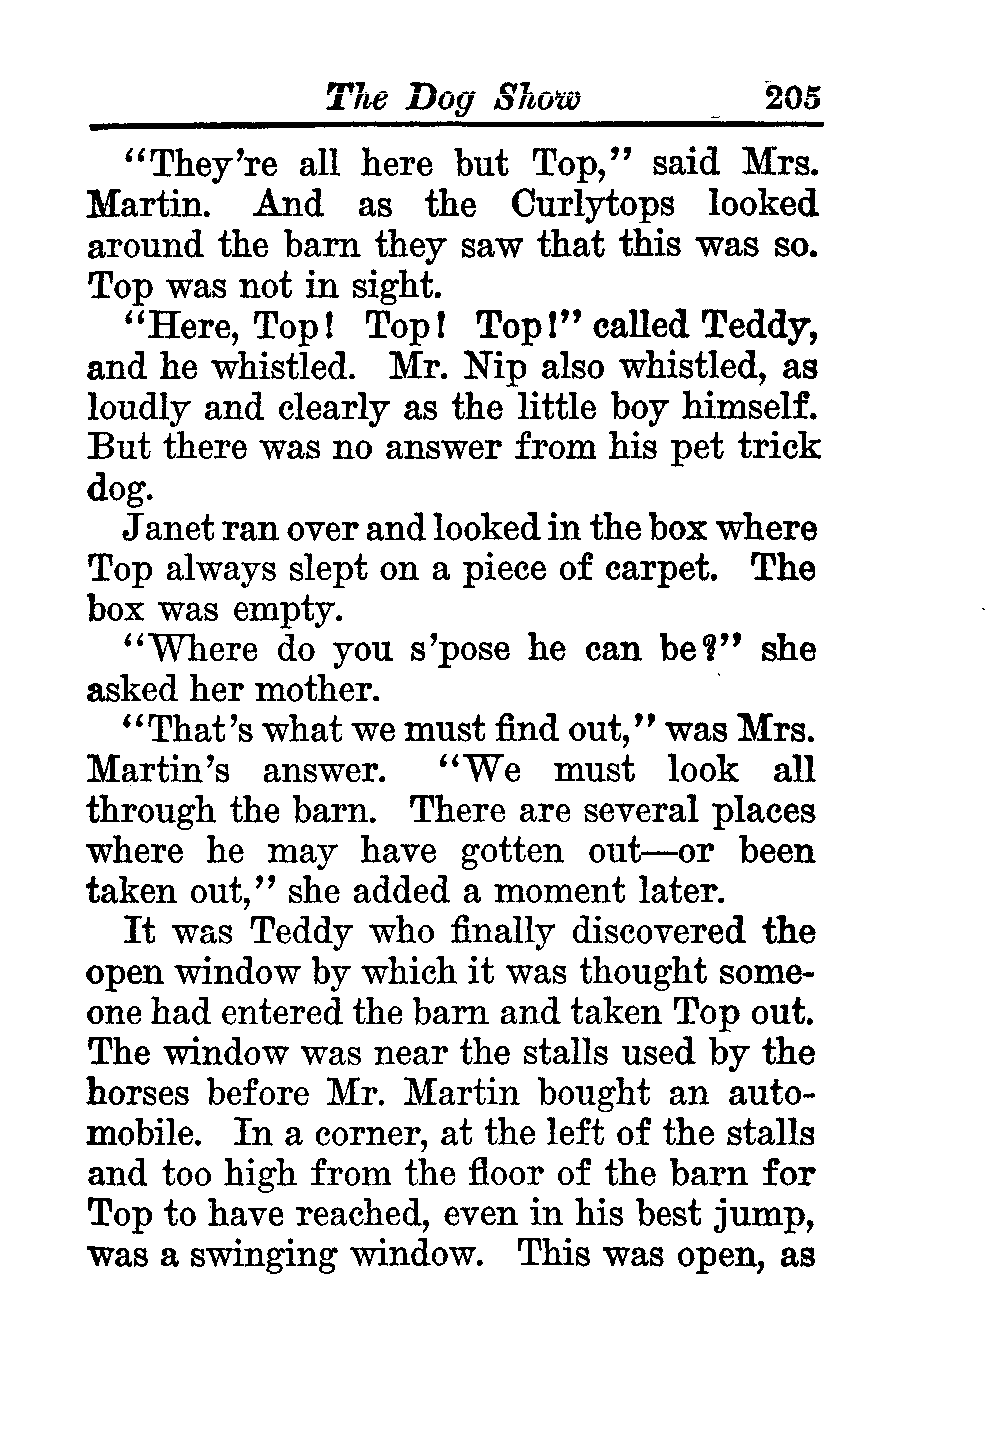 The Dog Show 205
"They're all here but Top," said Mrs.
Martin. And as the Curlytops looked
around the barn they saw that this was so.
Top was not in sight.
"Here, Top! Top! Top!" called Teddy,
and he whistled. Mr. Nip also whistled, as
loudly and clearly as the little boy himself.
But there was no answer from his pet trick
dog.
Janet ran over and looked in the box where
Top always slept on a piece of carpet. The
box was empty.
"Where do you s'pose he can be?" she
asked her mother.
"That's what we must find out," was Mrs.
Martin's answer. "We must look all
through the barn. There are several places
where he may have gotten out—or been
taken out," she added a moment later.
It was Teddy who finally discovered the
open window by which it was thought some-
one had entered the barn and taken Top out.
The window was near the stalls used by the
horses before Mr. Martin bought an auto-
mobile. In a corner, at the left of the stalls
and too high from the floor of the barn for
Top to have reached, even in his best jump,
was a swinging window. This was open, as